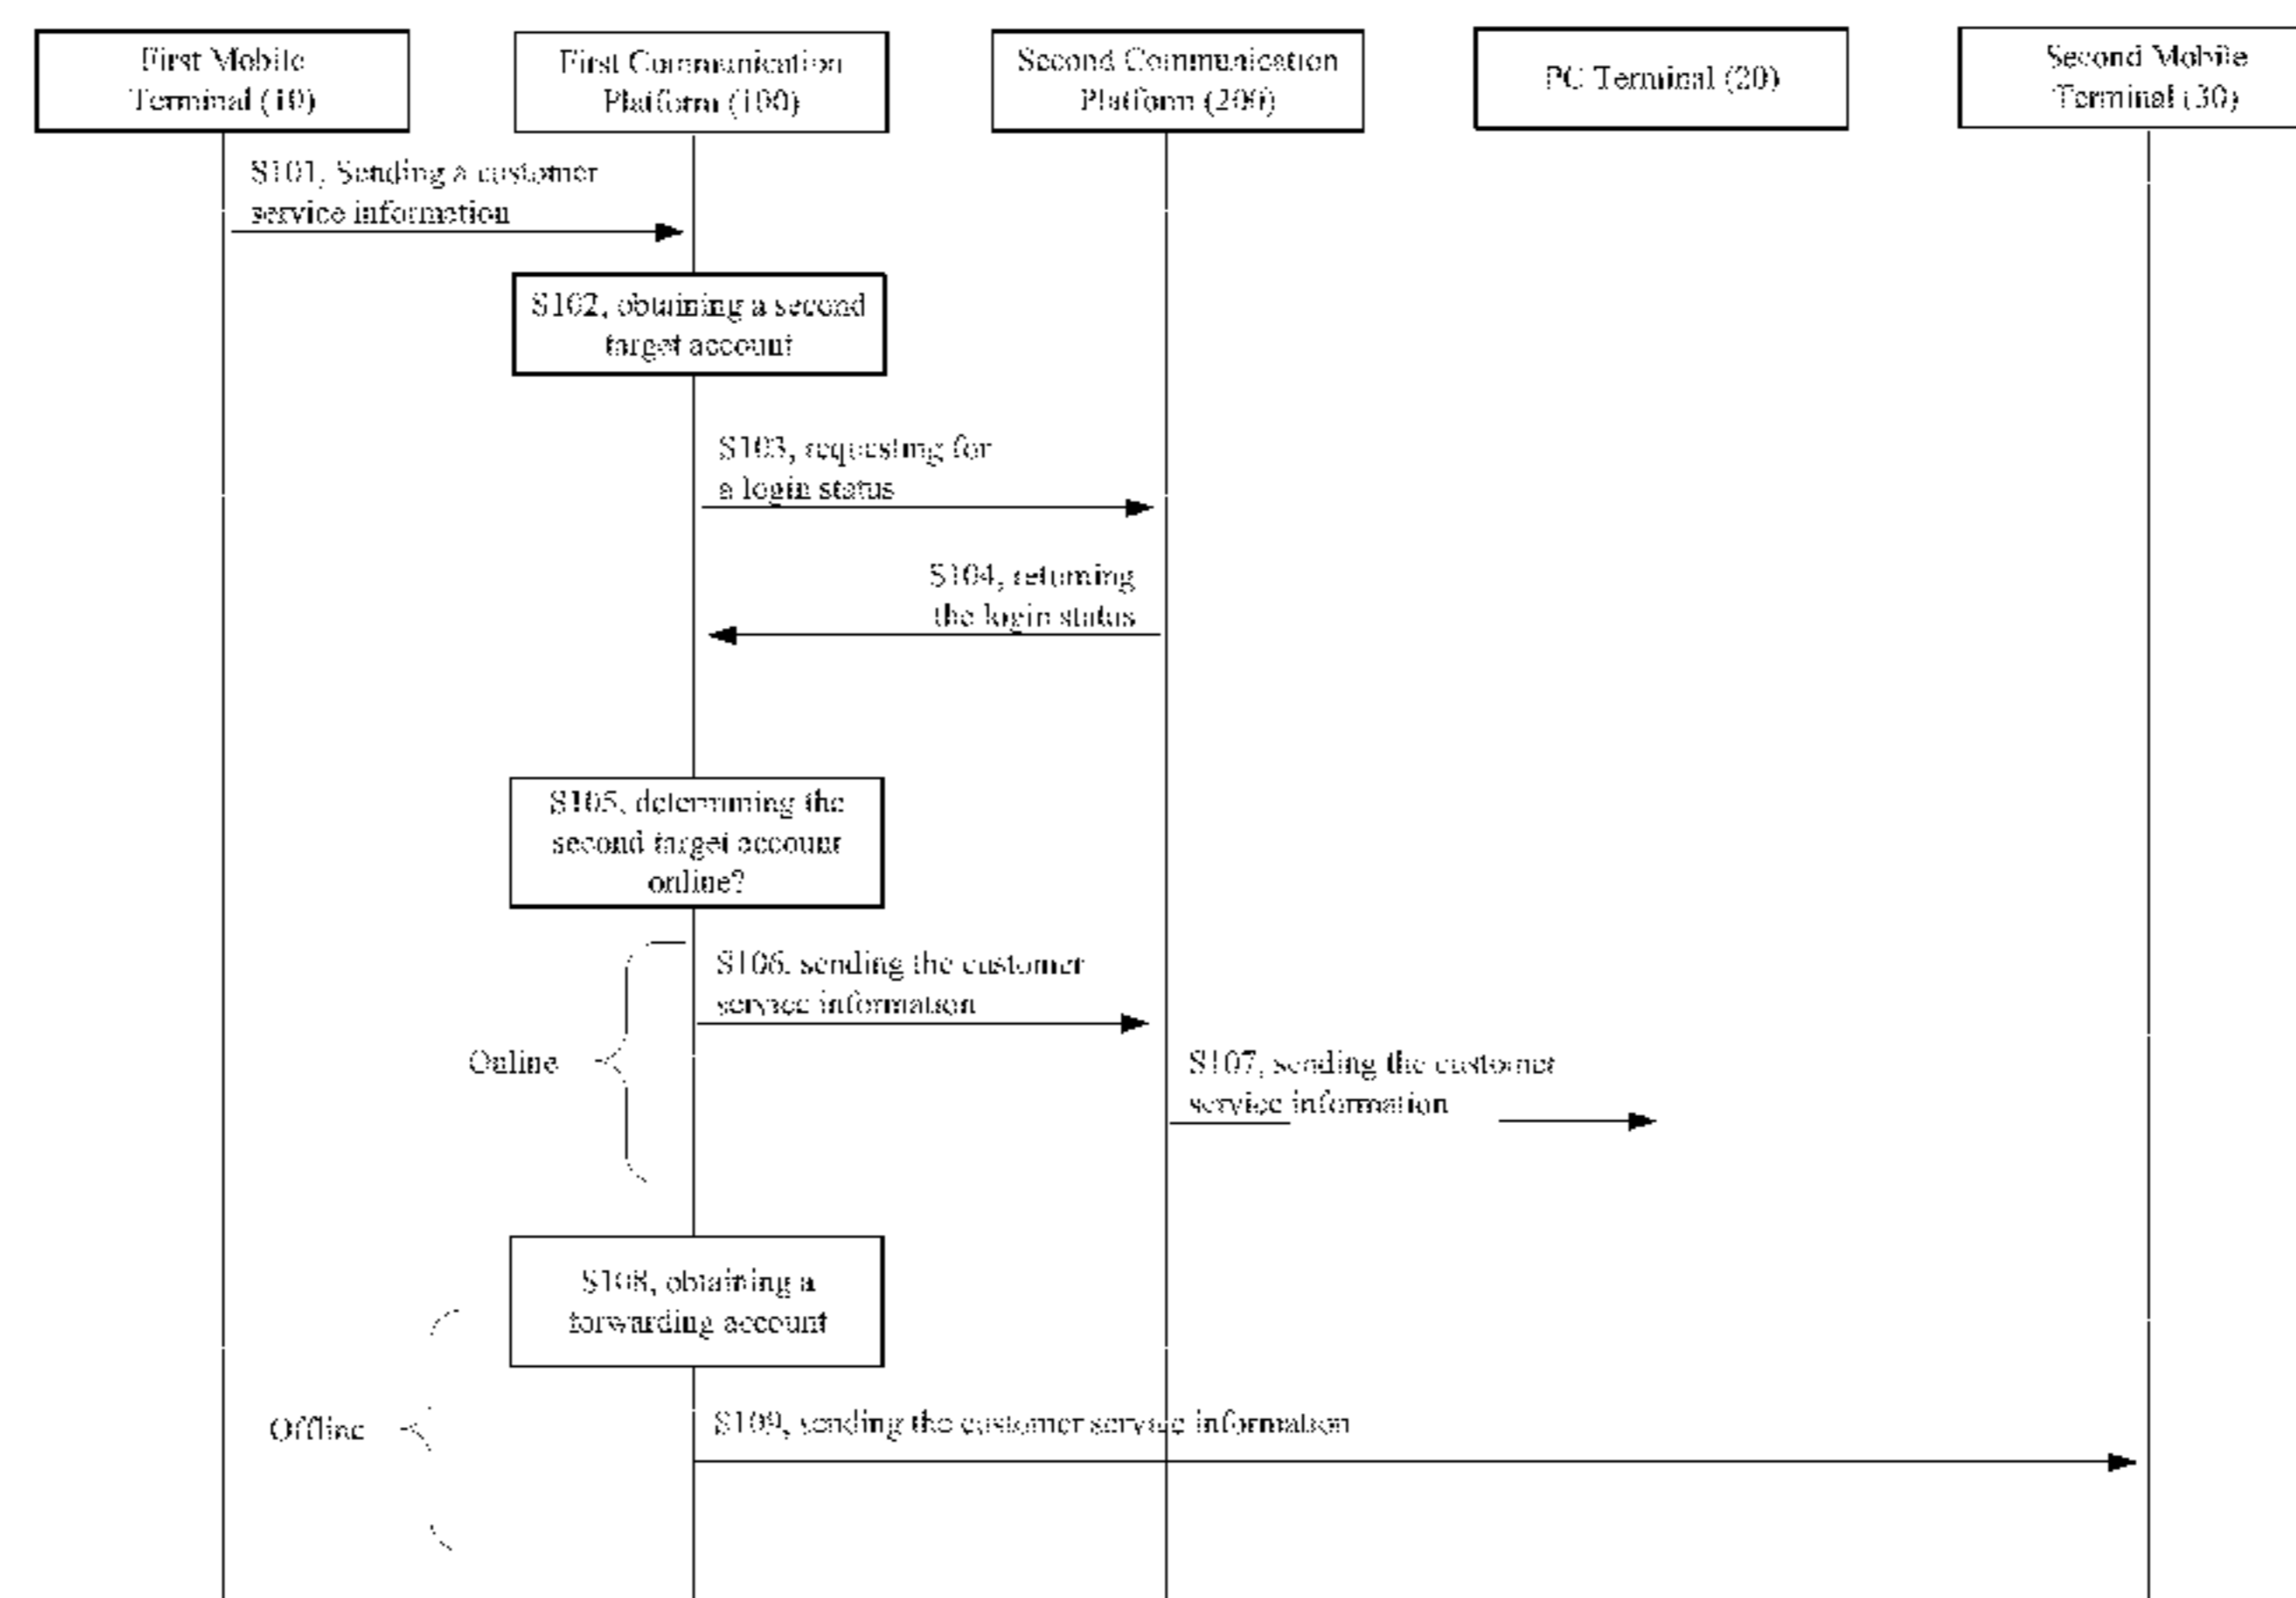 First Mobile
Terminal (10)
First Communication
Platform (100)
Second Communication
Platform (200)
PC Terminal (20)
Second Mobile
Terminal (30)
S101, Sending a customer
service information
S102, obtaining a second
target account
S103, requesting for
a login status
S104, returning
the login status
S105, determining the
second target account
online?
S106, sending the customer
service information
Online
S107, sending the customer
service information
S108, obtaining a
forwarding account
Offline
S109, sending the customer service information